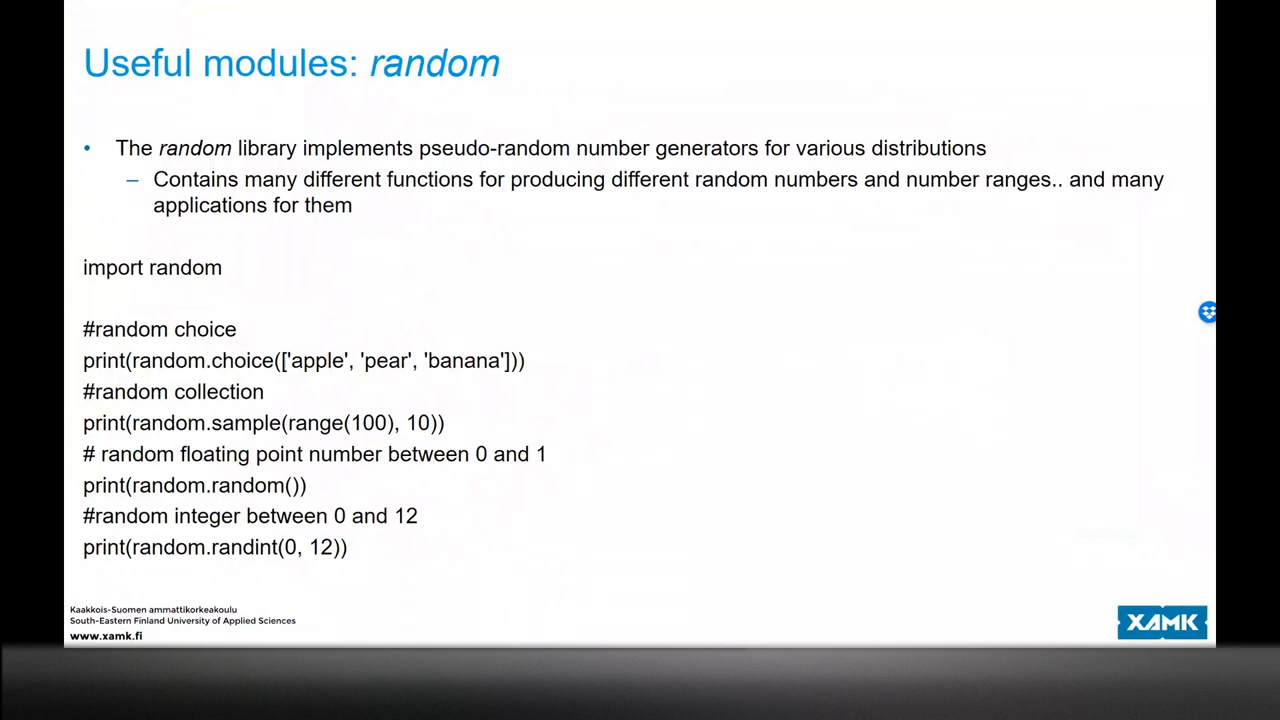 Useful modules: random
• The random library implements pseudo-random number generators for various distributions
– Contains many different functions for producing different random numbers and number ranges.. and many
applications for them
import random
#random choice
print(random.choice(['apple', 'pear', 'banana']))
#random collection
print(random.sample(range(100), 10))
# random floating point number between 0 and 1
print(random.random())
#random integer between 0 and 12
print(random.randint(0, 12))
Kaakkois-Suomen ammattikorkeakoulu
South-Eastern Finland University of Applied Sciences
www.xamk.fi
XAMK